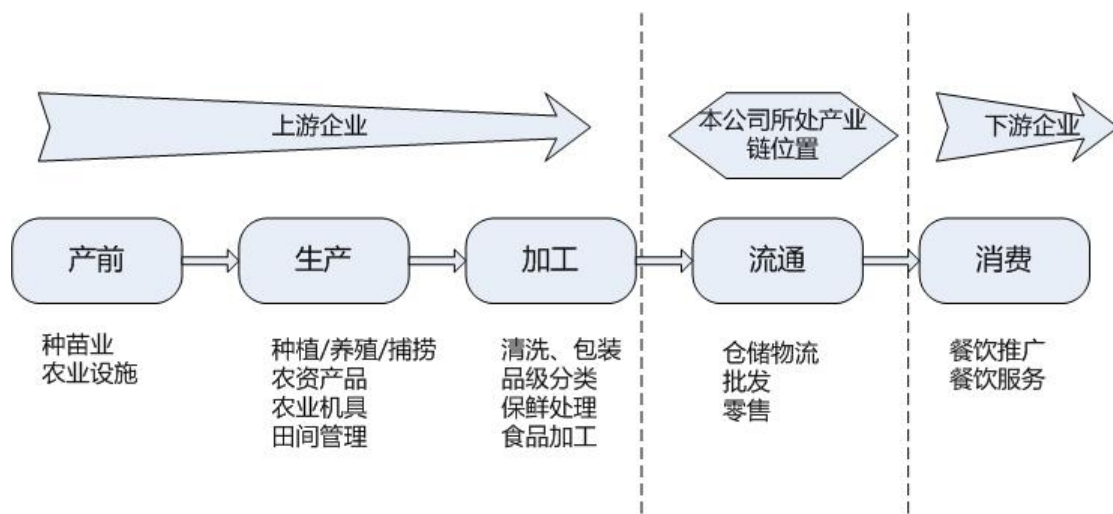 上游企业
本公司所处产业
链位置
下游企业
产前
生产
加工
流通
消费
种苗业
农业设施
种植/养殖/捕捞
农资产品
农业机具
田间管理
清洗、包装
品级分类
保鲜处理
食品加工
仓储物流
批发
零售
餐饮推广
餐饮服务